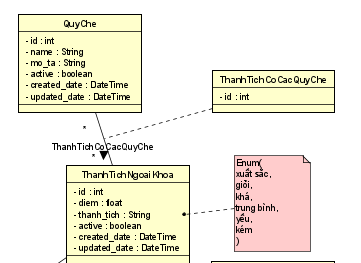 QuyChe
- id : int
- name : String
- mo_ta : String
- active : boolean
- created_date : DateTime
- updated_date : DateTime
ThanhTichCoCacQuyChe
- id : int
*
ThanhTichCoCacQuyChe
*
ThanhTichNgoaiKhoa
- id : int
- diem : float
- thanh_tich : String
- active : boolean
- created_date : DateTime
- updated_date : DateTime
Enum(
xuất sắc,
giỏi,
khá,
trung bình,
yếu,
kém
)